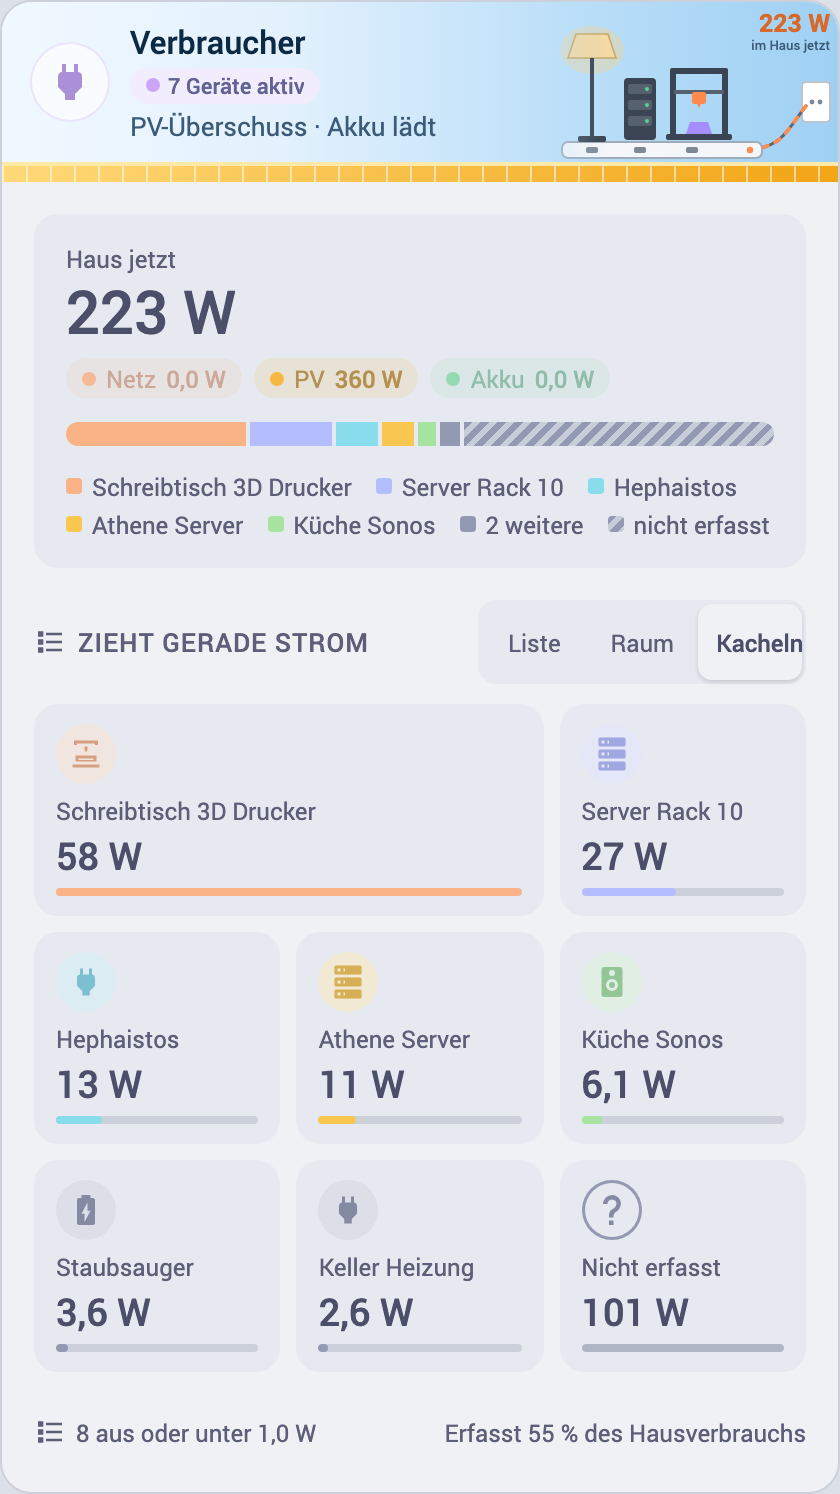 Verbraucher
7 Geräte aktiv
PV-Überschuss · Akku lädt
223 W
im Haus jetzt
Haus jetzt
223 W
Netz 0,0 W PV 360 W Akku 0,0 W
Schreibtisch 3D Drucker Server Rack 10 Hephaistos
Athene Server Küche Sonos 2 weitere nicht erfasst
ZIEHT GERADE STROM Liste Raum Kacheln
Schreibtisch 3D Drucker
58 W
Server Rack 10
27 W
Hephaistos
13 W
Athene Server
11 W
Küche Sonos
6,1 W
Staubsauger
3,6 W
Keller Heizung
2,6 W
?
Nicht erfasst
101 W
8 aus oder unter 1,0 W
Erfasst 55 % des Hausverbrauchs